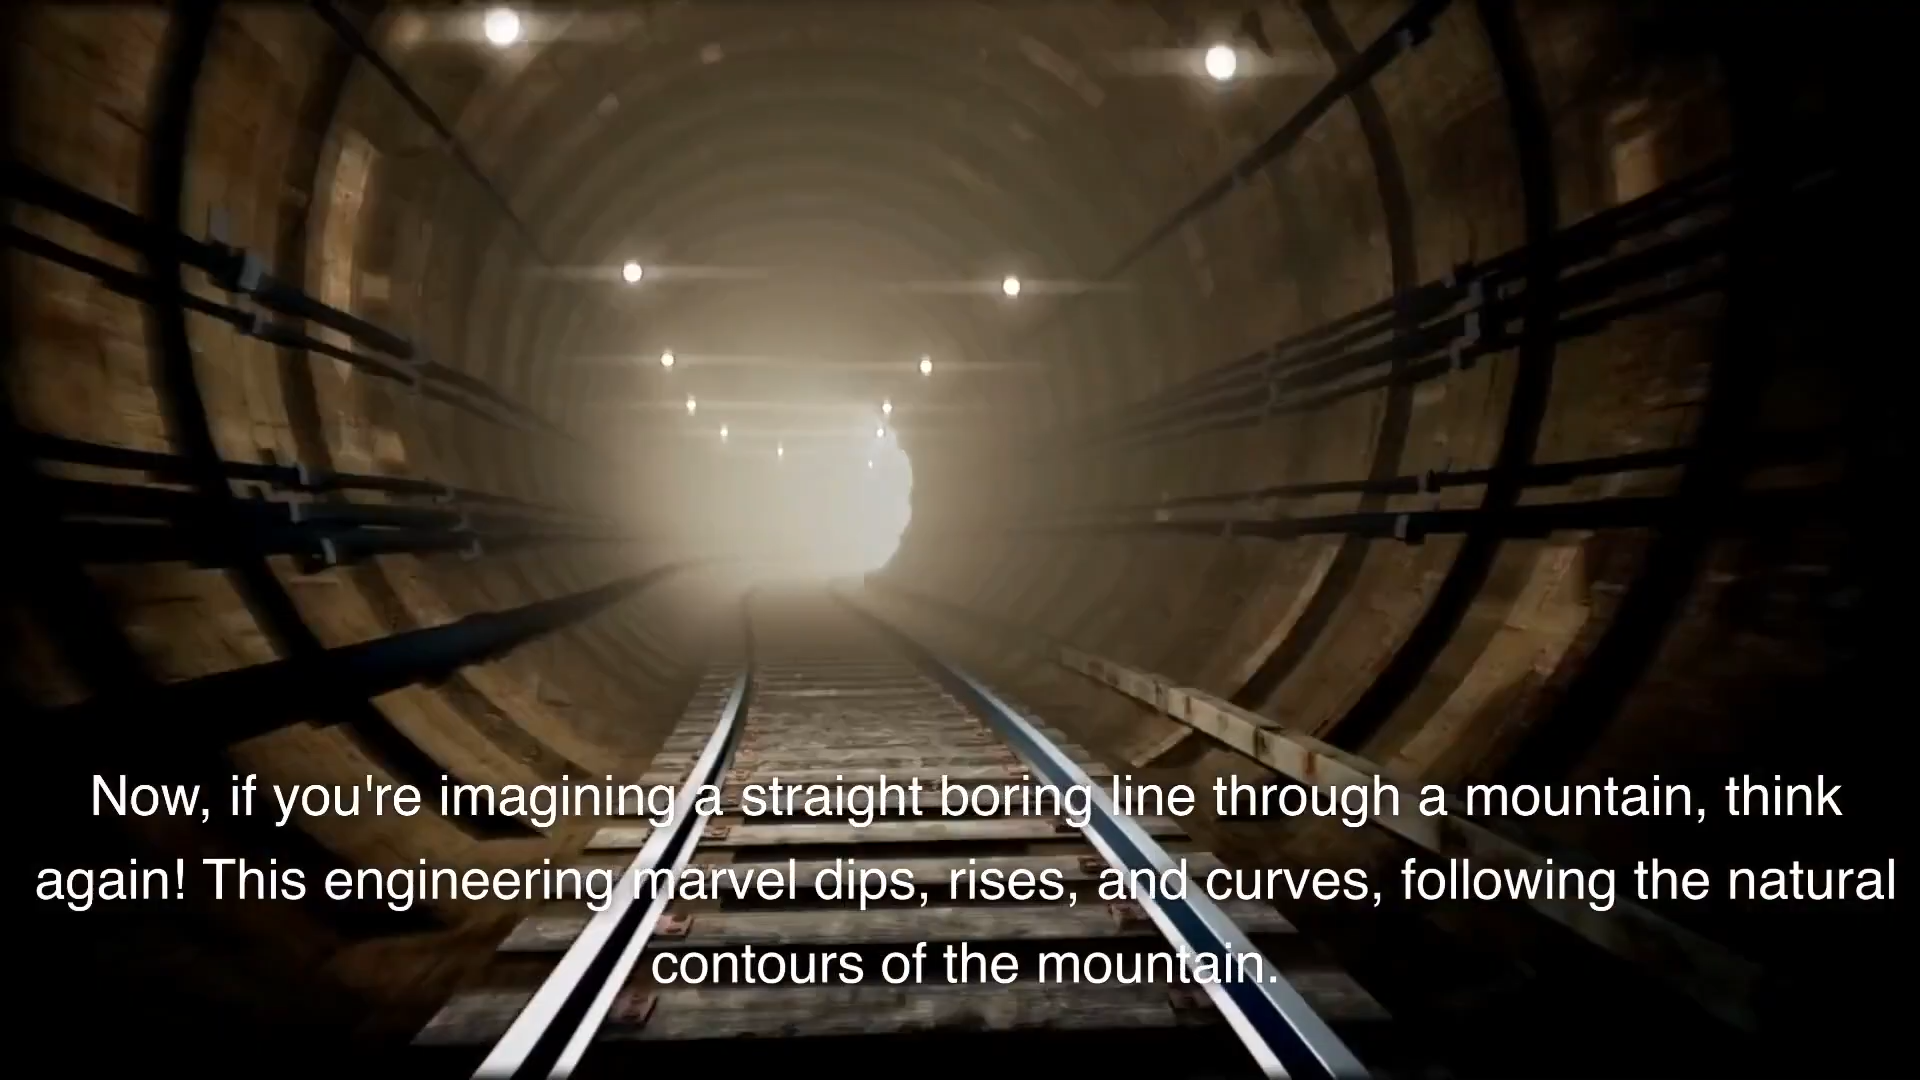 Now, if you're imagining a straight boring line through a mountain, think
again! This engineering marvel dips, rises, and curves, following the natural
contours of the mountain.